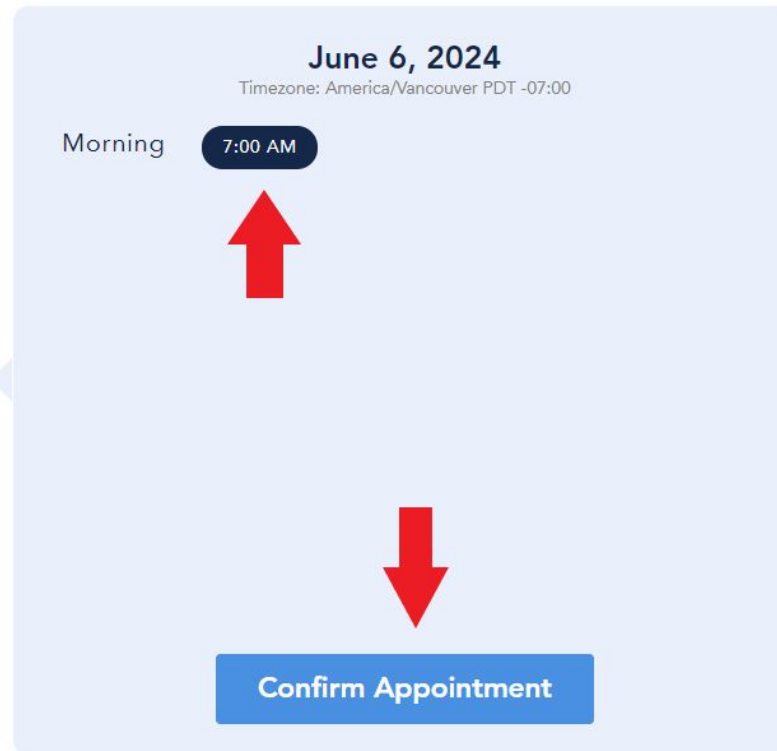 June 6, 2024
Timezone: America/Vancouver PDT -07:00
Morning 7:00 AM
Confirm Appointment